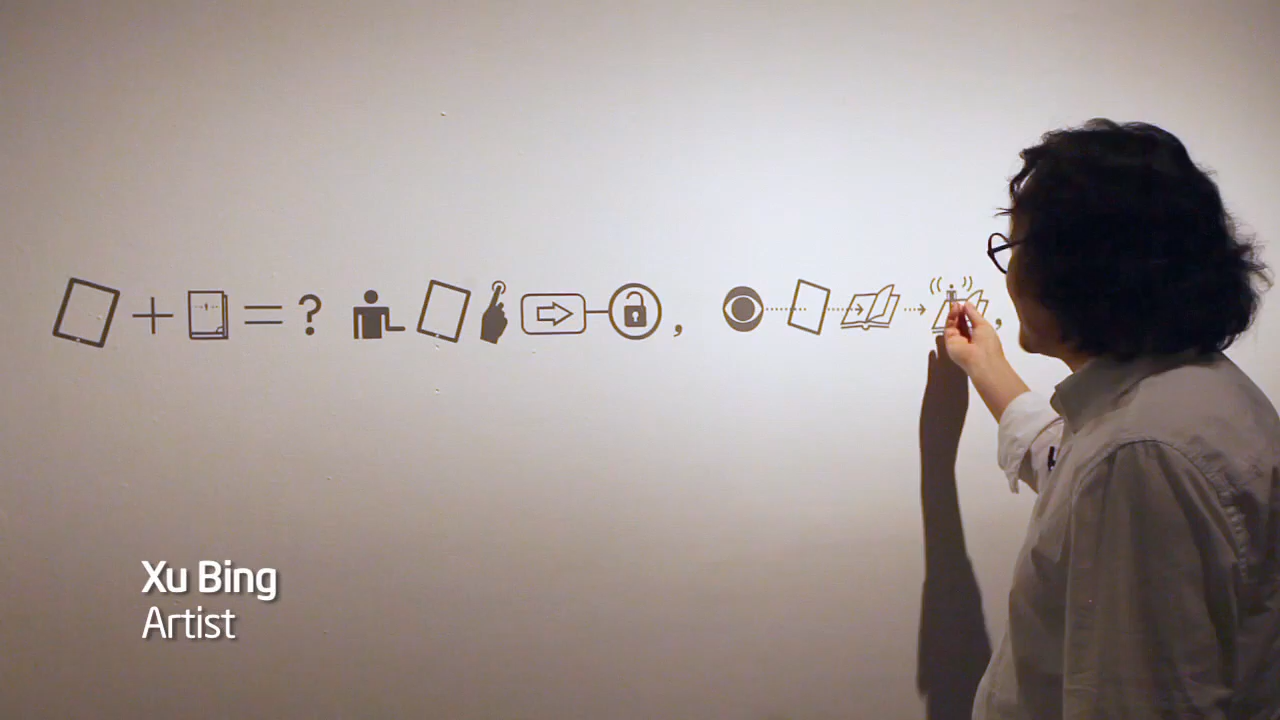 + = ? , ,
Xu Bing
Artist